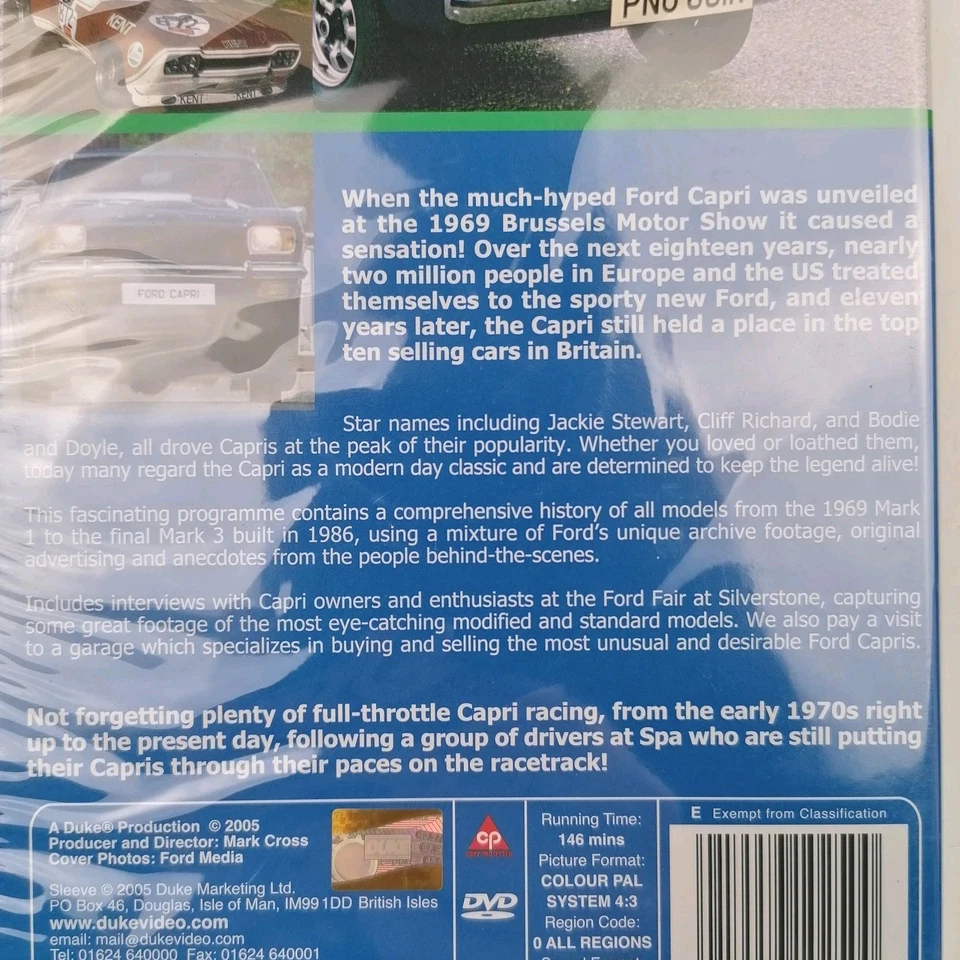 KENT
KENT KENT
FORD CAPRI
When the much-hyped Ford Capri was unveiled
at the 1969 Brussels Motor Show it caused a
sensation! Over the next eighteen years, nearly
two million people in Europe and the US treated
themselves to the sporty new Ford, and eleven
years later, the Capri still held a place in the top
ten selling cars in Britain.
Star names including Jackie Stewart, Cliff Richard, and Bodie
and Doyle, all drove Capris at the peak of their popularity. Whether you loved or loathed them,
today many regard the Capri as a modern day classic and are determined to keep the legend alive!
This fascinating programme contains a comprehensive history of all models from the 1969 Mark
1 to the final Mark 3 built in 1986, using a mixture of Ford's unique archive footage, original
advertising and anecdotes from the people behind-the-scenes.
Includes interviews with Capri owners and enthusiasts at the Ford Fair at Silverstone, capturing
some great footage of the most eye-catching modified and standard models. We also pay a visit
to a garage which specializes in buying and selling the most unusual and desirable Ford Capris.
Not forgetting plenty of full-throttle Capri racing, from the early 1970s right
up to the present day, following a group of drivers at Spa who are still putting
their Capris through their paces on the racetrack!
A Duke® Production © 2005
Producer and Director: Mark Cross
Cover Photos: Ford Media
Sleeve © 2005 Duke Marketing Ltd.
PO Box 46, Douglas, Isle of Man, IM99 1DD British Isles
www.dukevideo.com
email: mail@dukevideo.com
Tel: 01624 640000 Fax: 01624 640001
cp
DVD
Running Time:
146 mins
Picture Format:
COLOUR PAL
SYSTEM 4:3
Region Code:
0 ALL REGIONS
E Exempt from Classification